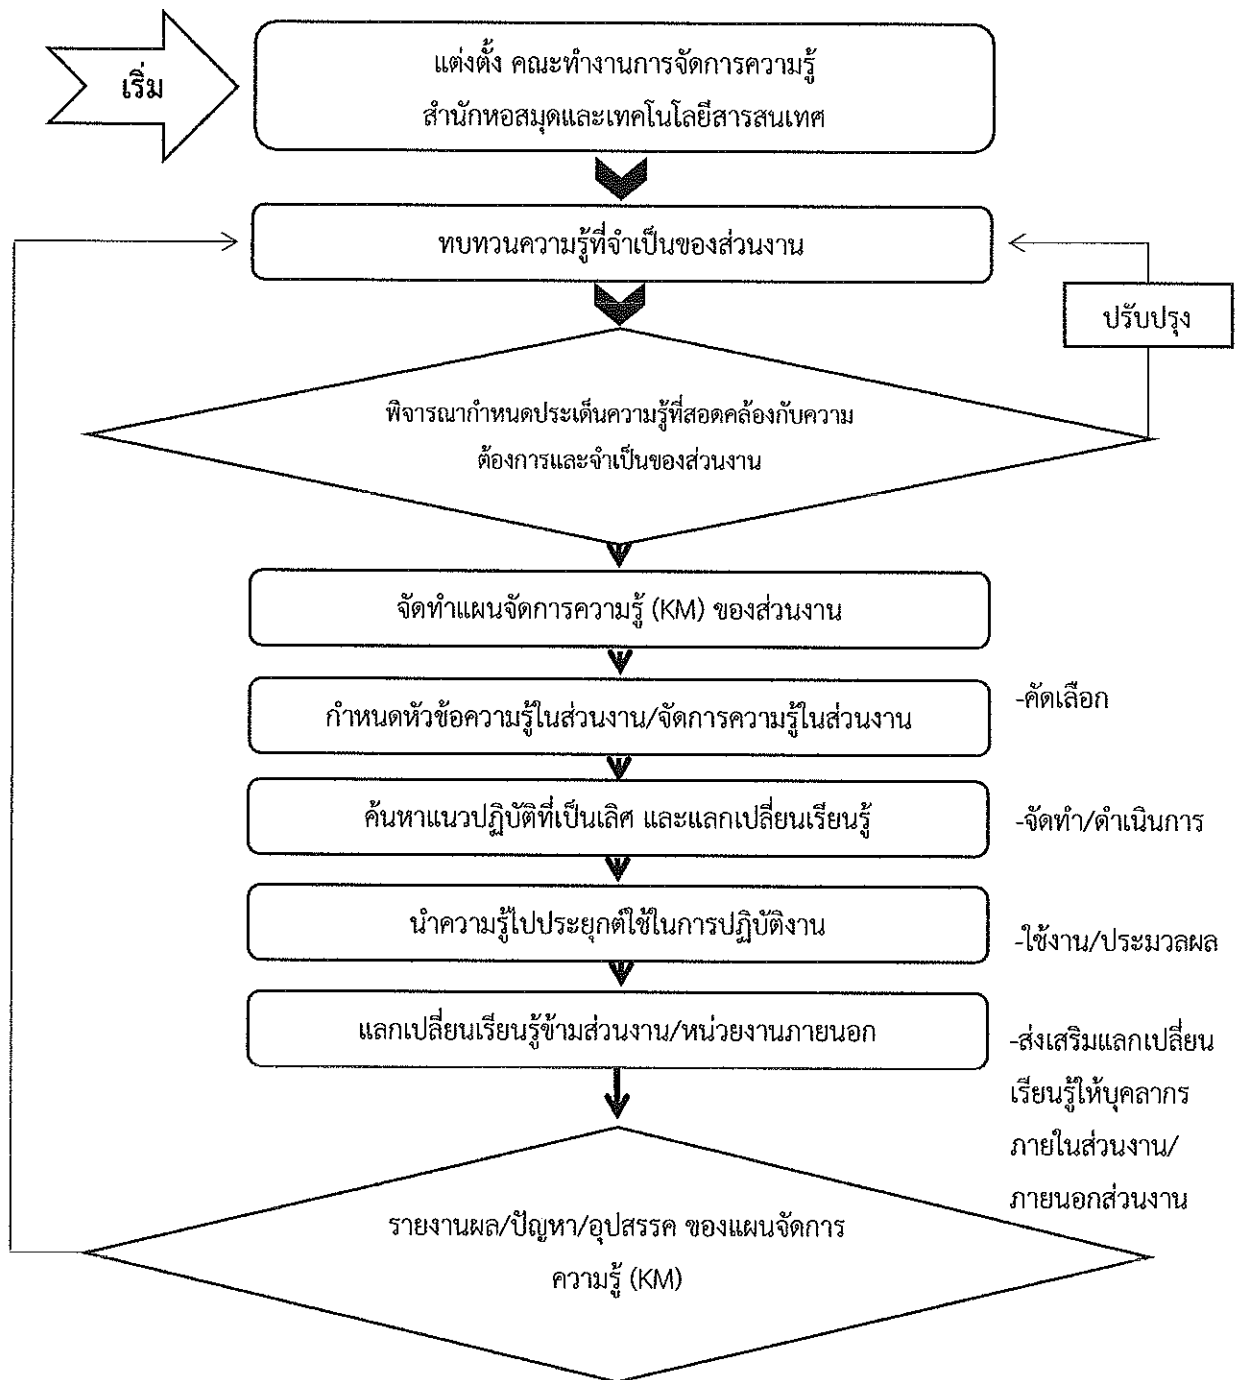 เริ่ม
แต่งตั้ง คณะทำงานการจัดการความรู้
สำนักหอสมุดและเทคโนโลยีสารสนเทศ
ทบทวนความรู้ที่จำเป็นของส่วนงาน
ปรับปรุง
พิจารณากำหนดประเด็นความรู้ที่สอดคล้องกับความ
ต้องการและจำเป็นของส่วนงาน
จัดทำแผนจัดการความรู้ (KM) ของส่วนงาน
กำหนดหัวข้อความรู้ในส่วนงาน/จัดการความรู้ในส่วนงาน
-คัดเลือก
ค้นหาแนวปฏิบัติที่เป็นเลิศ และแลกเปลี่ยนเรียนรู้
-จัดทำ/ดำเนินการ
นำความรู้ไปประยุกต์ใช้ในการปฏิบัติงาน
-ใช้งาน/ประมวลผล
แลกเปลี่ยนเรียนรู้ข้ามส่วนงาน/หน่วยงานภายนอก
-ส่งเสริมแลกเปลี่ยน
เรียนรู้ให้บุคลากร
ภายในส่วนงาน/
ภายนอกส่วนงาน
รายงานผล/ปัญหา/อุปสรรค ของแผนจัดการ
ความรู้ (KM)